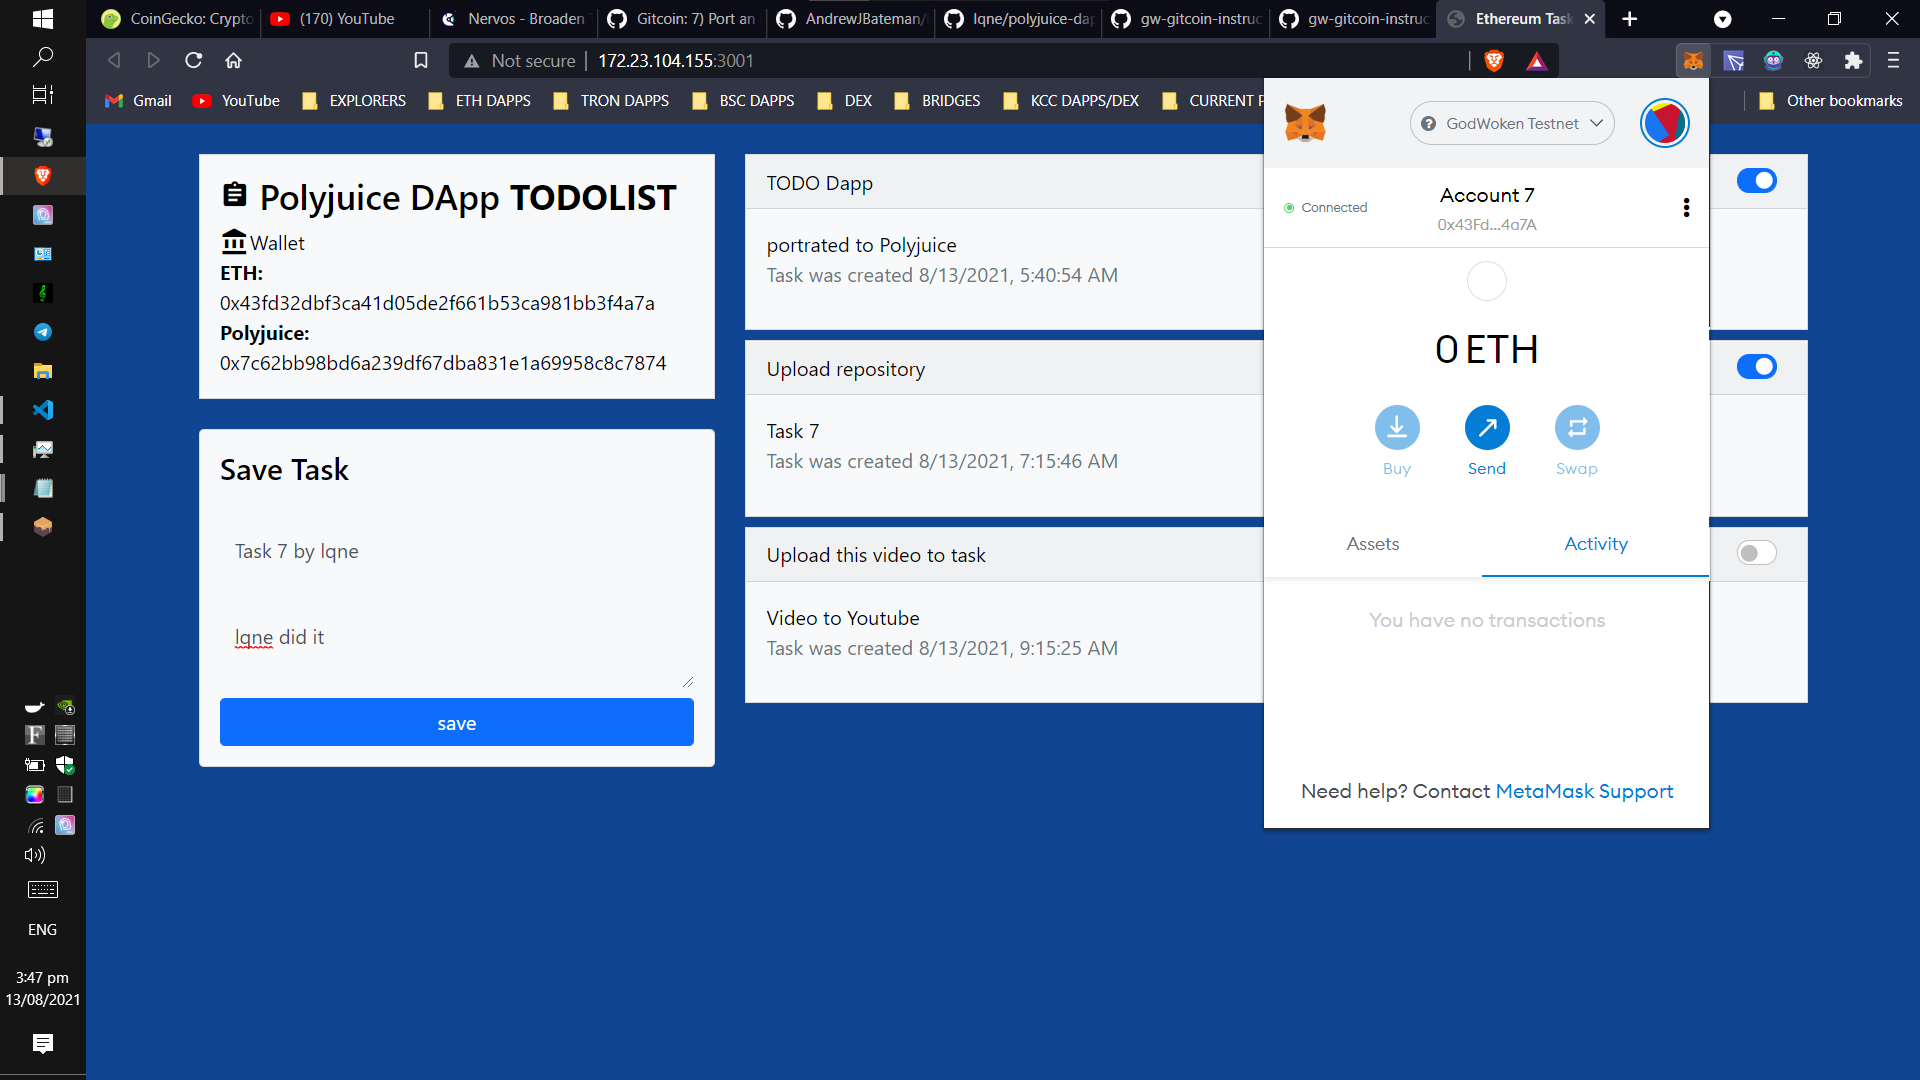 CoinGecko: Crypto
(170) YouTube
Nervos - Broaden
Gitcoin: 7) Port an
AndrewJBateman/
lqne/polyjuice-dap
gw-gitcoin-instruc
gw-gitcoin-instruc
Ethereum Task
Not secure
172.23.104.155:3001
Gmail
YouTube
EXPLORERS
ETH DAPPS
TRON DAPPS
BSC DAPPS
DEX
BRIDGES
KCC DAPPS/DEX
CURRENT
Other bookmarks
Polyjuice DApp TODOLIST
Wallet
ETH:
0x43fd32dbf3ca41d05de2f661b53ca981bb3f4a7a
Polyjuice:
0x7c62bb98bd6a239df67dba831e1a69958c8c7874
Save Task
Task 7 by lqne
lqne did it
save
TODO Dapp
portrated to Polyjuice
Task was created 8/13/2021, 5:40:54 AM
Upload repository
Task 7
Task was created 8/13/2021, 7:15:46 AM
Upload this video to task
Video to Youtube
Task was created 8/13/2021, 9:15:25 AM
GodWoken Testnet
Connected
Account 7
0x43Fd...4a7A
0 ETH
Buy
Send
Swap
Assets
Activity
You have no transactions
Need help? Contact MetaMask Support
ENG
3:47 pm
13/08/2021